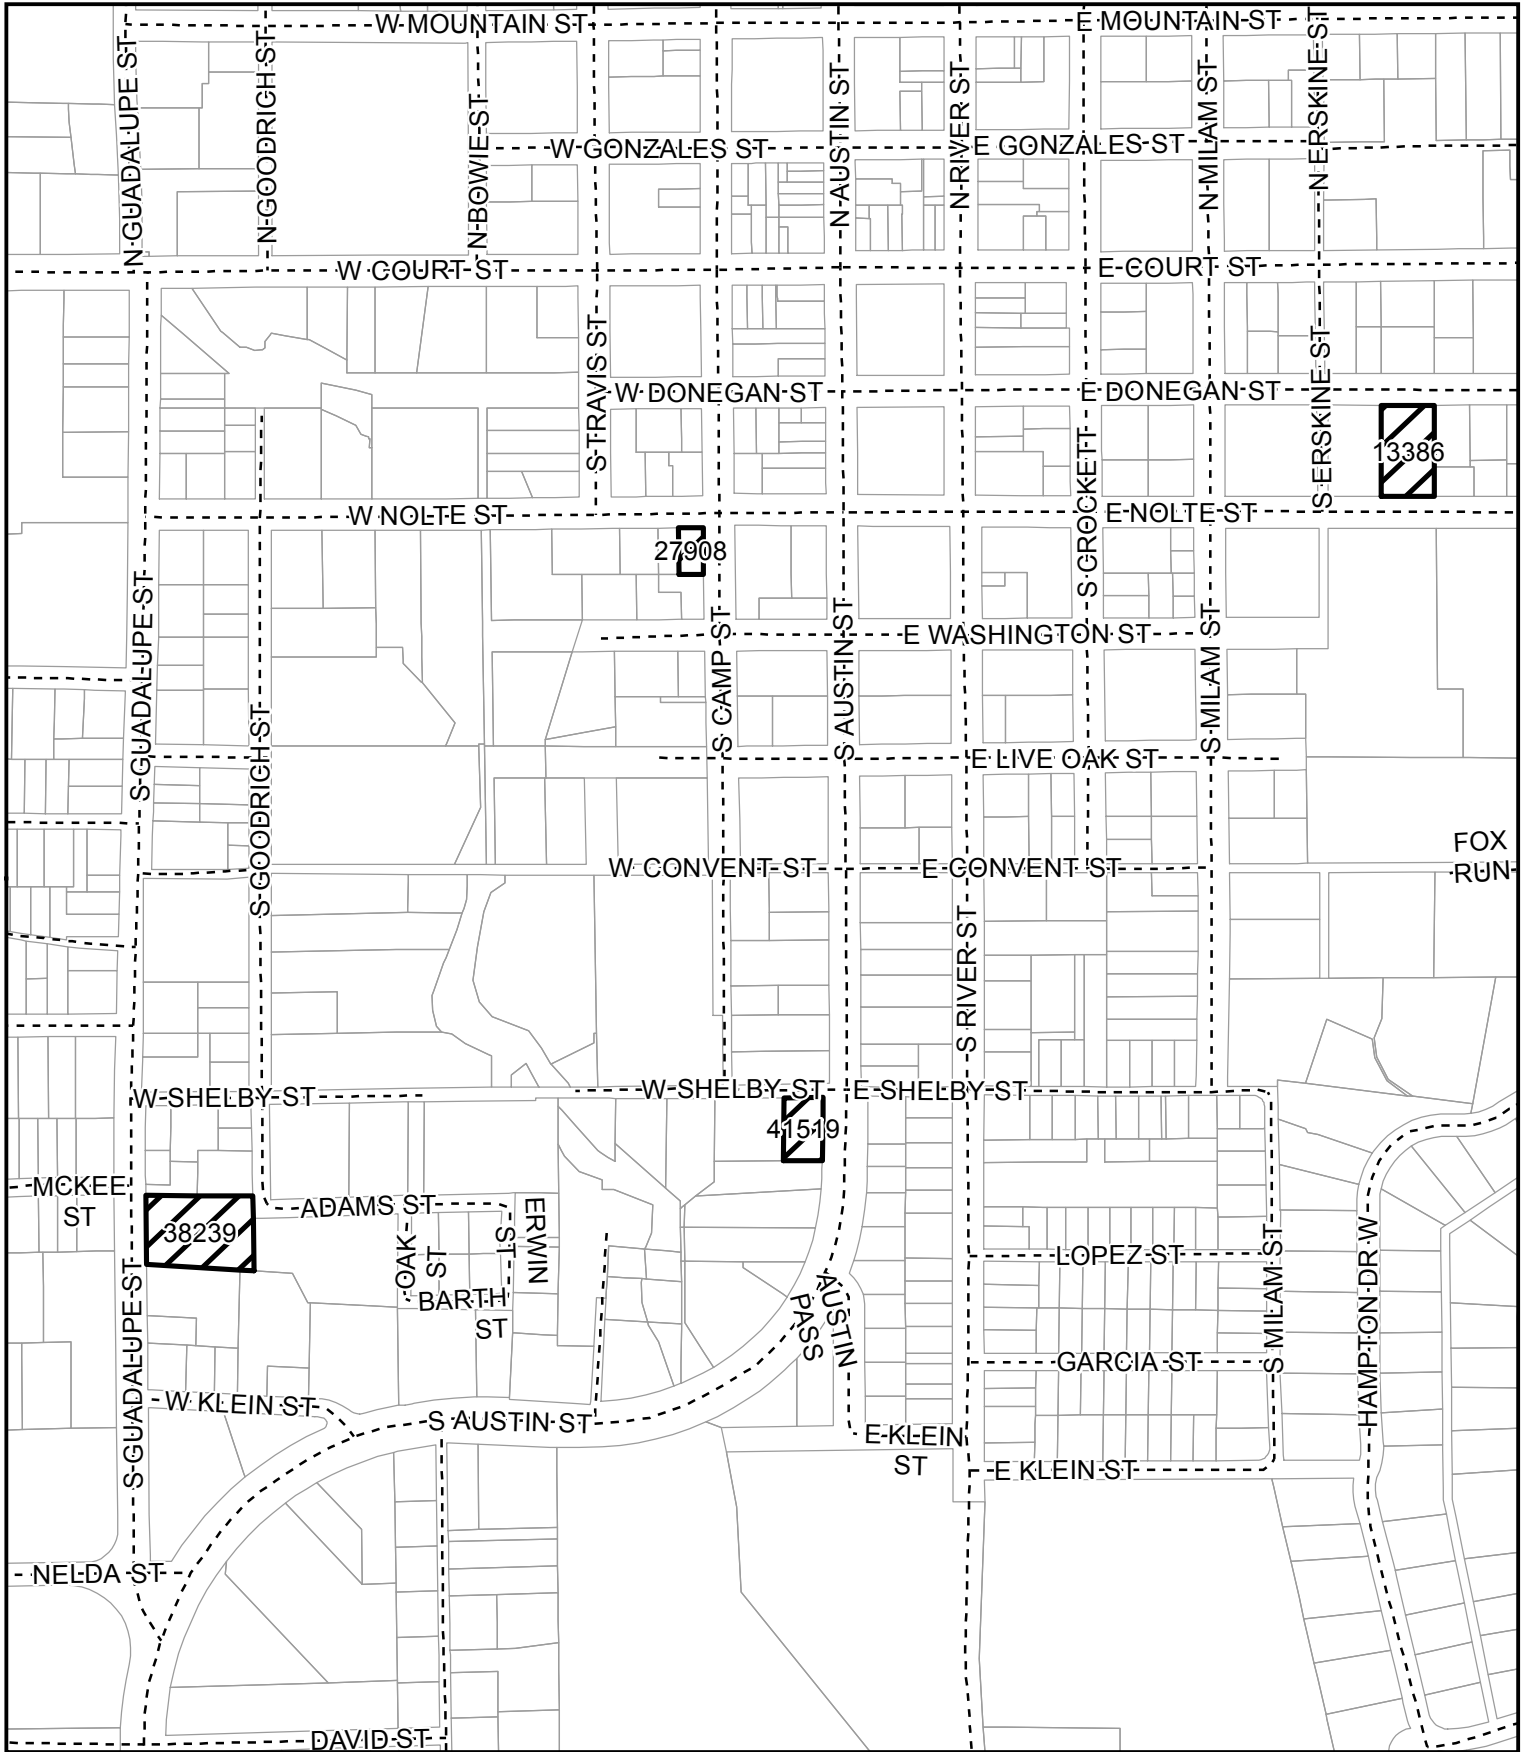 W MOUNTAIN ST
E MOUNTAIN ST
N GUADALUPE ST
N GOODRICH ST
N BOWIE ST
N AUSTIN ST
N RIVER ST
N MILAM ST
N ERSKINE ST
W GONZALES ST
E GONZALES ST
W COURT ST
E COURT ST
S TRAVIS ST
W DONEGAN ST
E DONEGAN ST
S ERSKINE ST
S CROCKETT
13386
W NOLTE ST
E NOLTE ST
27908
S GUADALUPE ST
S CAMP ST
S AUSTIN ST
E WASHINGTON ST
S MILAM ST
S GOODRICH ST
E LIVE OAK ST
FOX
RUN
W CONVENT ST
E CONVENT ST
S RIVER ST
W SHELBY ST
W SHELBY ST
E SHELBY ST
41519
MCKEE
ST
38239
ADAMS ST
OAK
ST
ERWIN
ST
BARTH
ST
LOPEZ ST
S MILAM ST
HAMPTON DR W
S GUADALUPE ST
AUSTIN
PASS
GARCIA ST
W KLEIN ST
S AUSTIN ST
E KLEIN
ST
E KLEIN ST
NELDA ST
DAVID ST